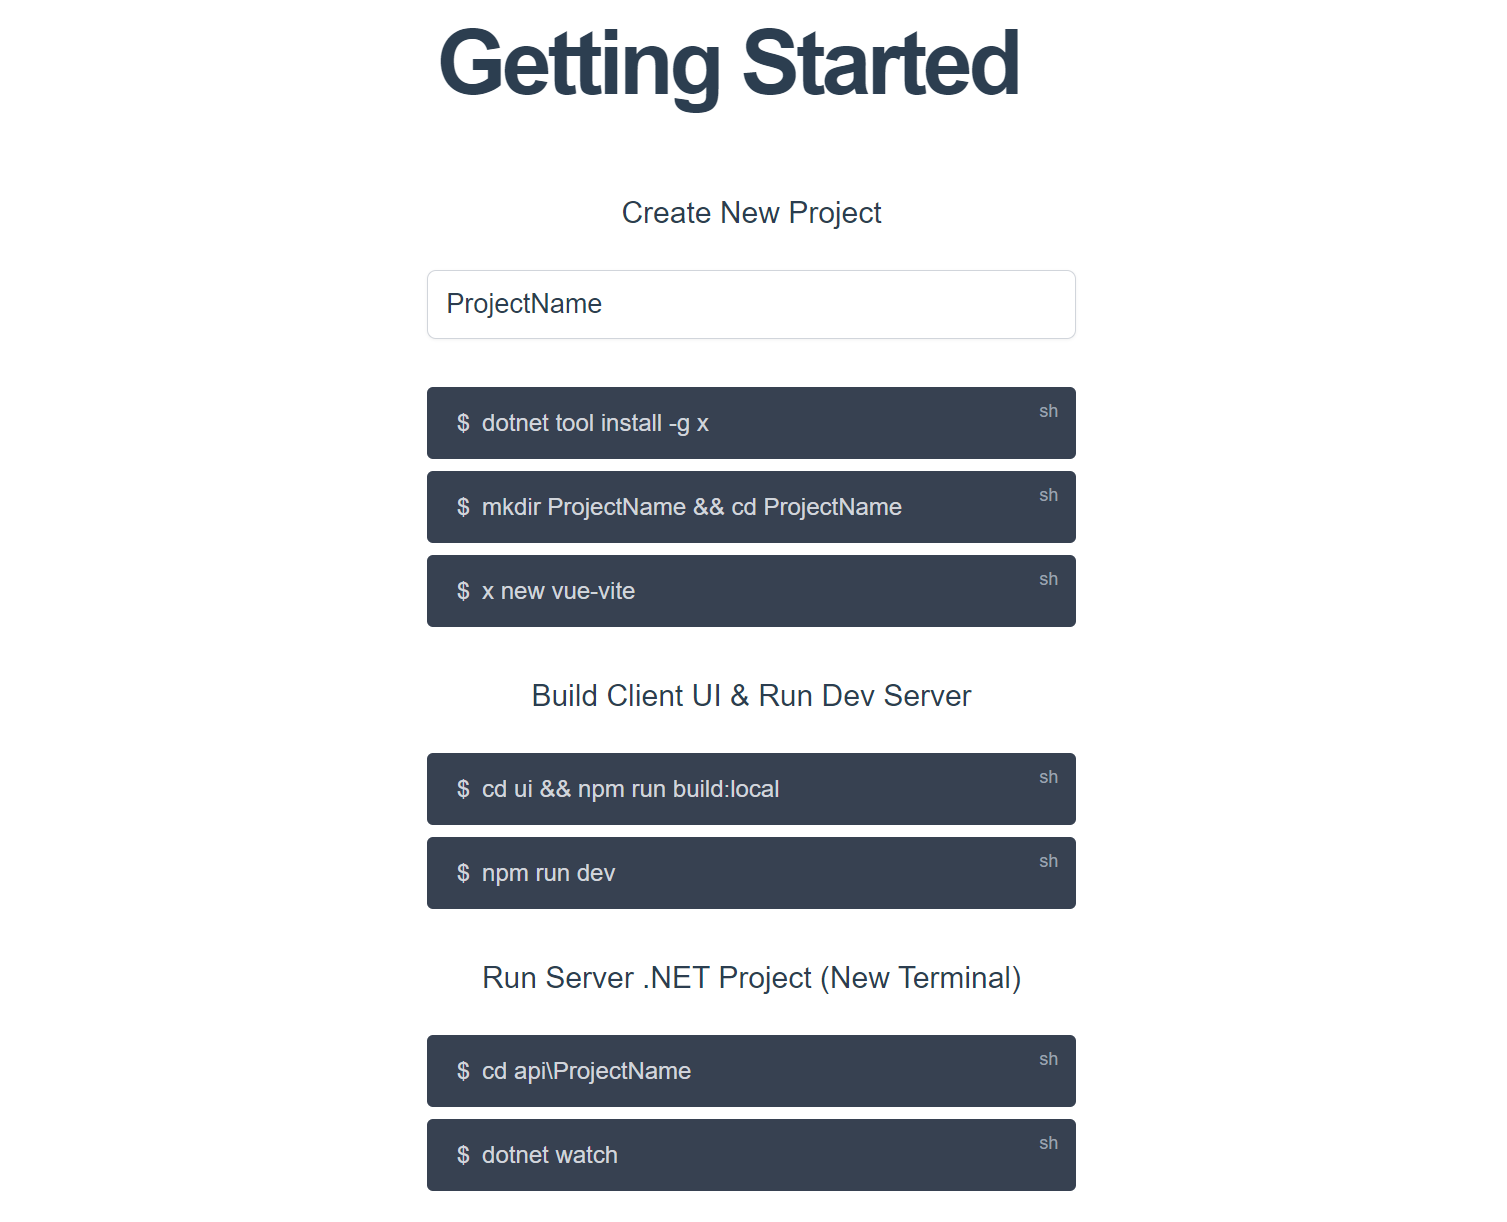 Getting Started
Create New Project
ProjectName
$ dotnet tool install -g x
sh
$ mkdir ProjectName && cd ProjectName
sh
$ x new vue-vite
sh
Build Client UI & Run Dev Server
$ cd ui && npm run build:local
sh
$ npm run dev
sh
Run Server .NET Project (New Terminal)
$ cd api\ProjectName
sh
$ dotnet watch
sh